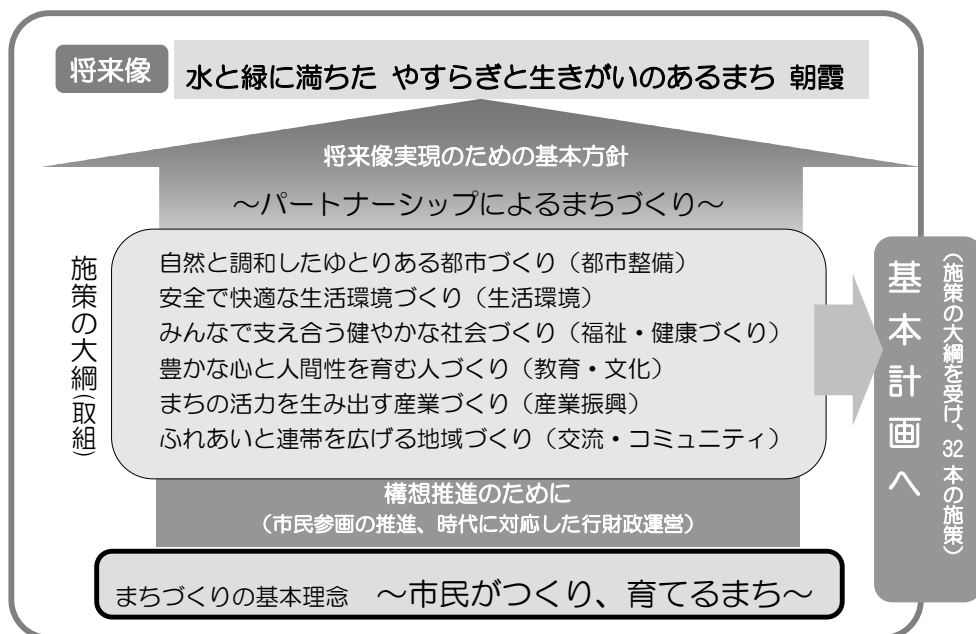 将来像
水と緑に満ちた やすらぎと生きがいのあるまち 朝霞
将来像実現のための基本方針
～パートナーシップによるまちづくり～
施策の大綱(取組)
自然と調和したゆとりある都市づくり（都市整備）
安全で快適な生活環境づくり（生活環境）
みんなで支え合う健やかな社会づくり（福祉・健康づくり）
豊かな心と人間性を育む人づくり（教育・文化）
まちの活力を生み出す産業づくり（産業振興）
ふれあいと連帯を広げる地域づくり（交流・コミュニティ）
構想推進のために
（市民参画の推進、時代に対応した行財政運営）
まちづくりの基本理念 ～市民がつくり、育てるまち～
基本計画へ
（施策の大綱を受け、32本の施策）